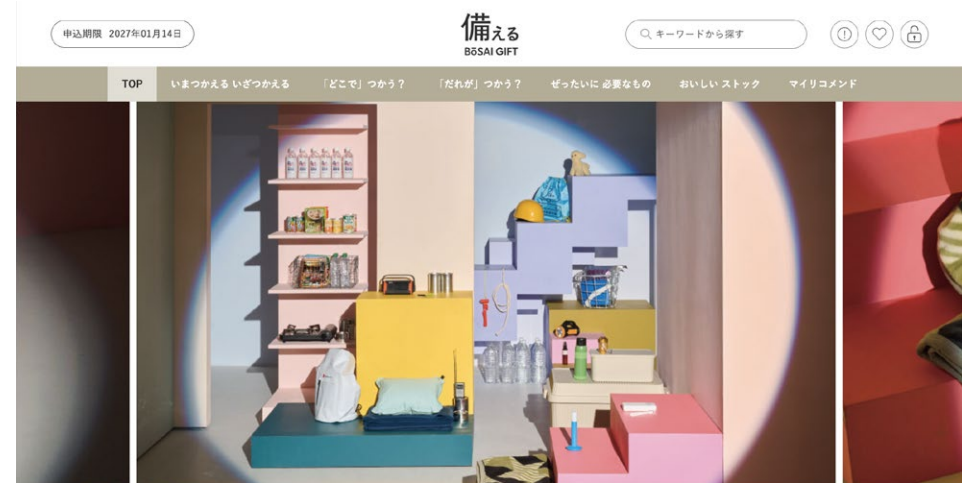 申込期限 2027年01月14日
備える
BōSAI GIFT
キーワードから探す
TOP
いまつかえる いざつかえる
「どこで」つかう？
「だれが」つかう？
ぜったいに 必要なもの
おいしい ストック
マイリコメンド